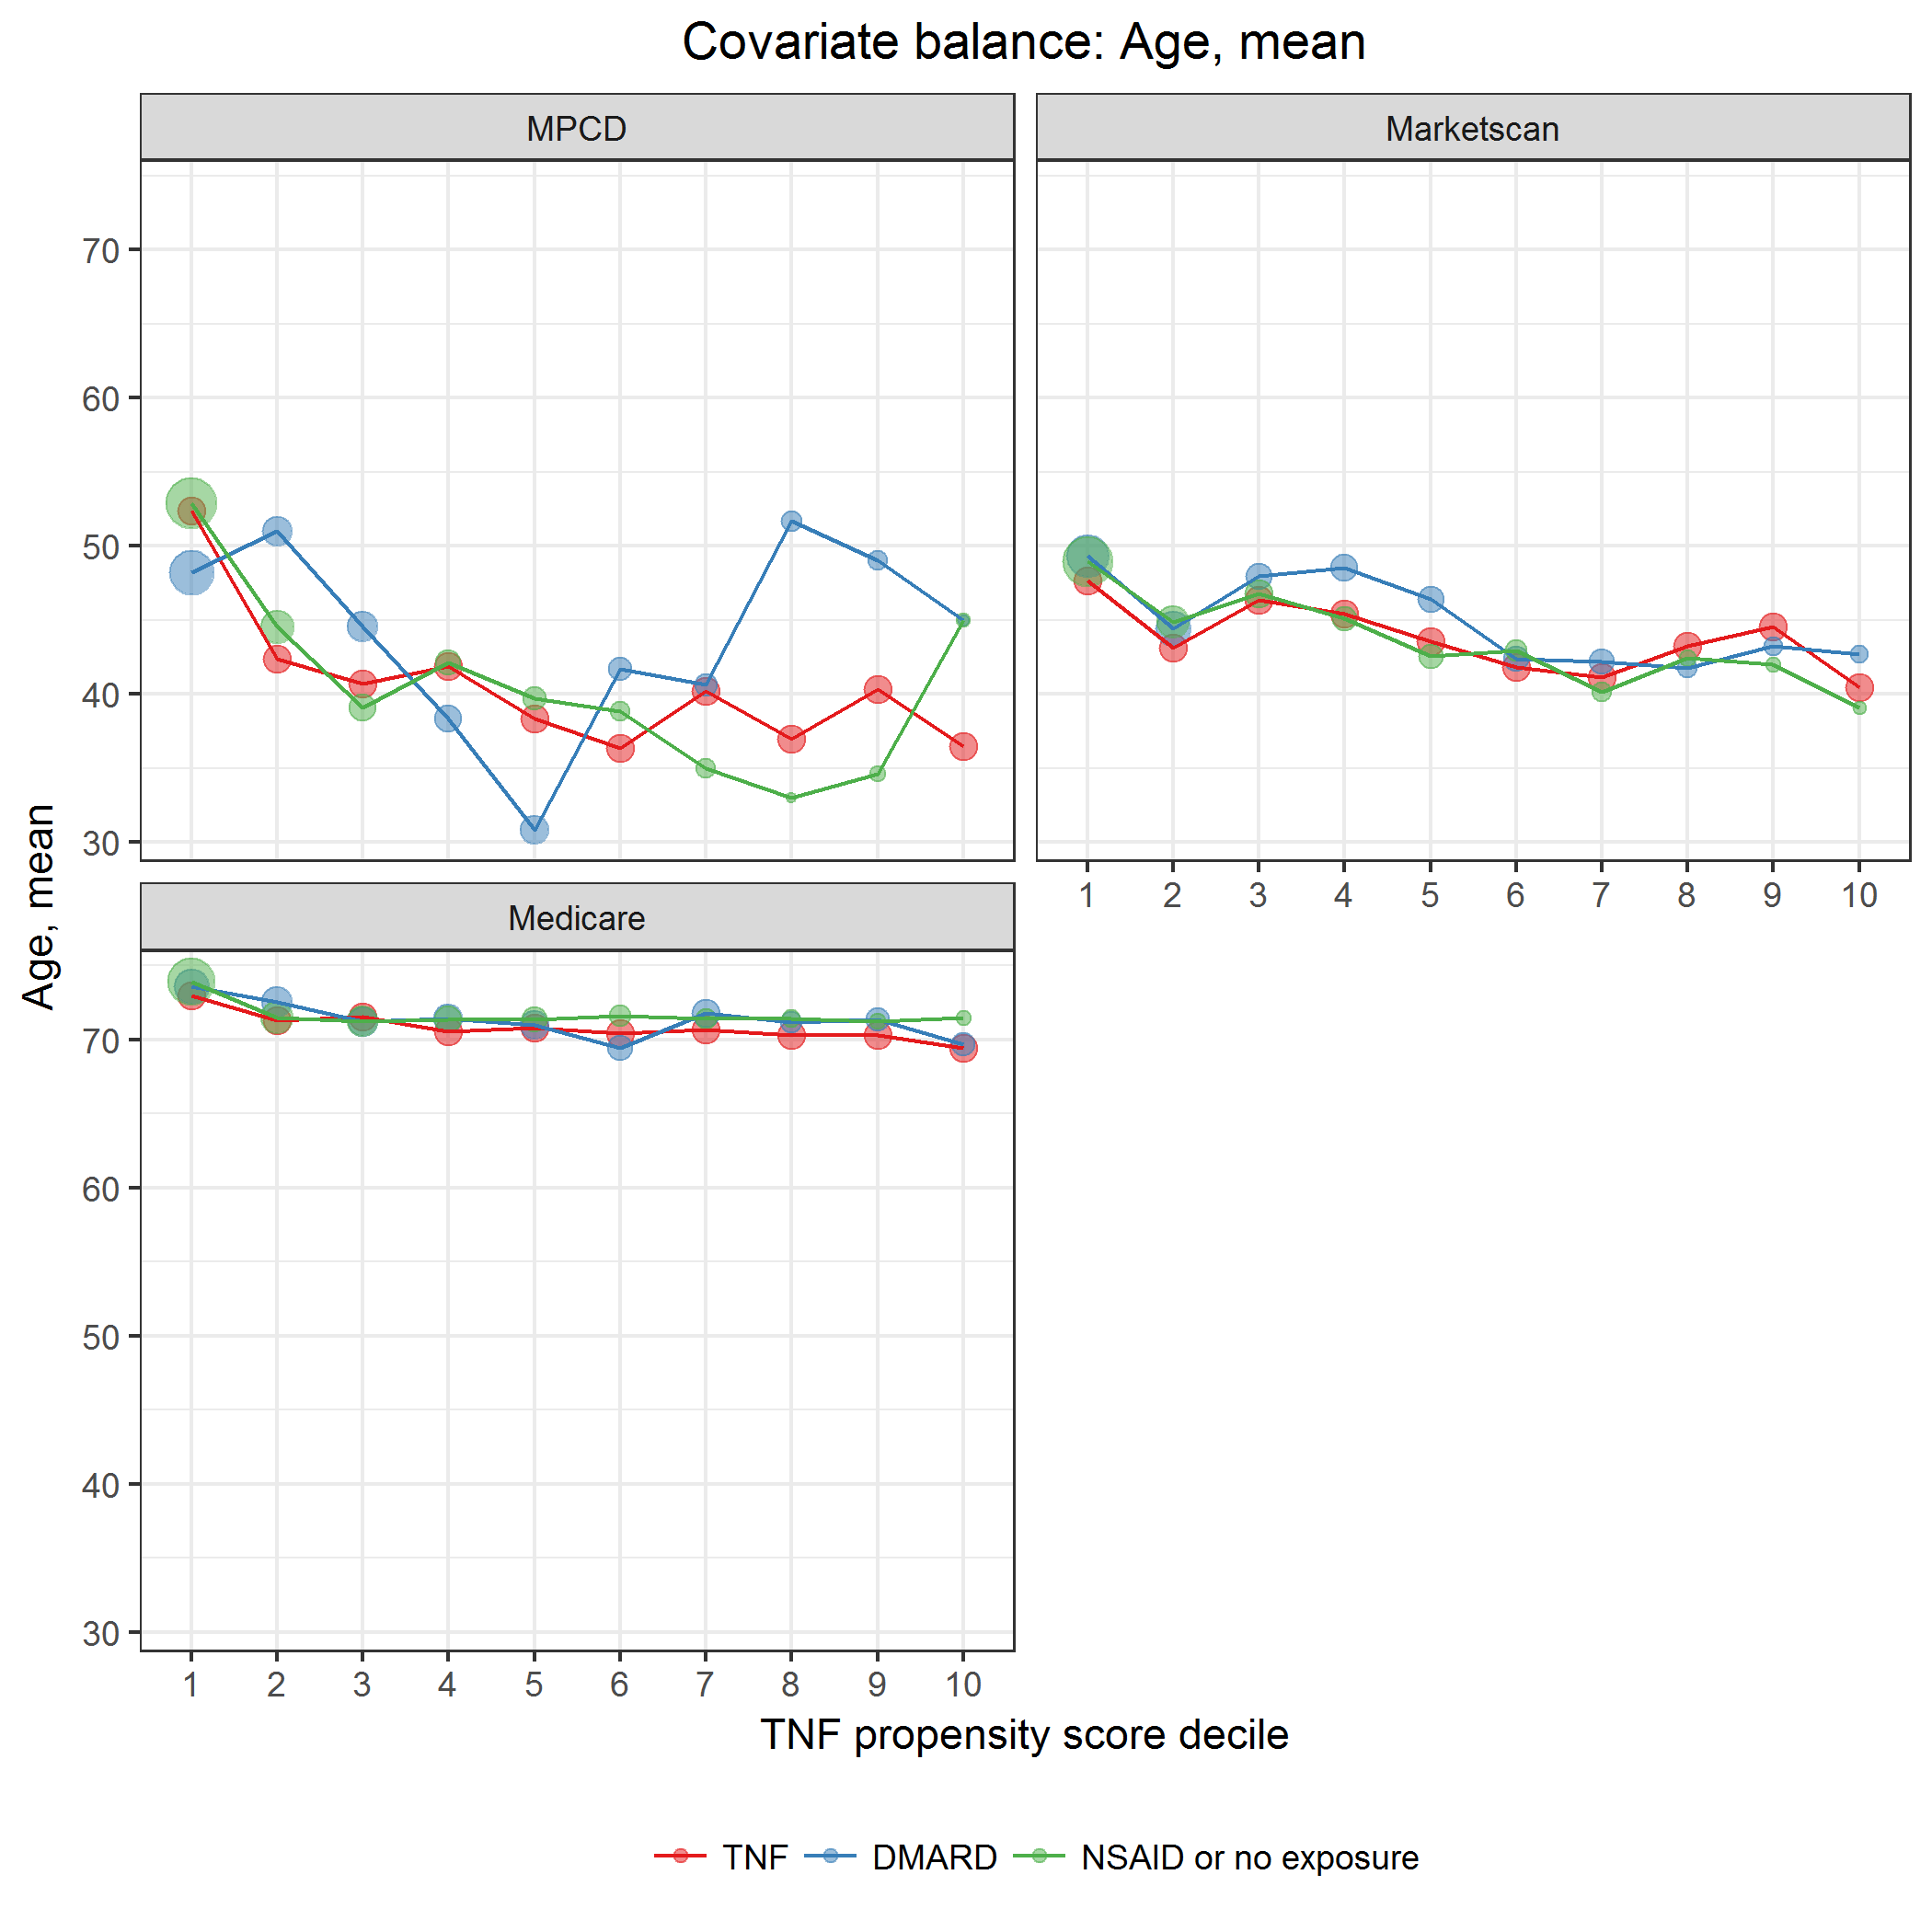 Covariate balance: Age, mean
MPCD
Marketscan
70
60
50
40
30
1 2 3 4 5 6 7 8 9 10
Medicare
70
60
50
40
30
1 2 3 4 5 6 7 8 9 10
Age, mean
TNF propensity score decile
TNF DMARD NSAID or no exposure